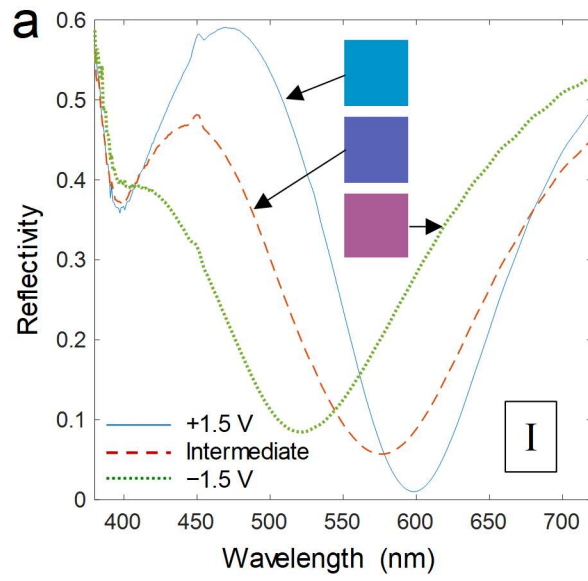 a
0.6
0.5
0.4
0.3
0.2
0.1
0
Reflectivity
+1.5 V
Intermediate
−1.5 V
I
400 450 500 550 600 650 700
Wavelength (nm)